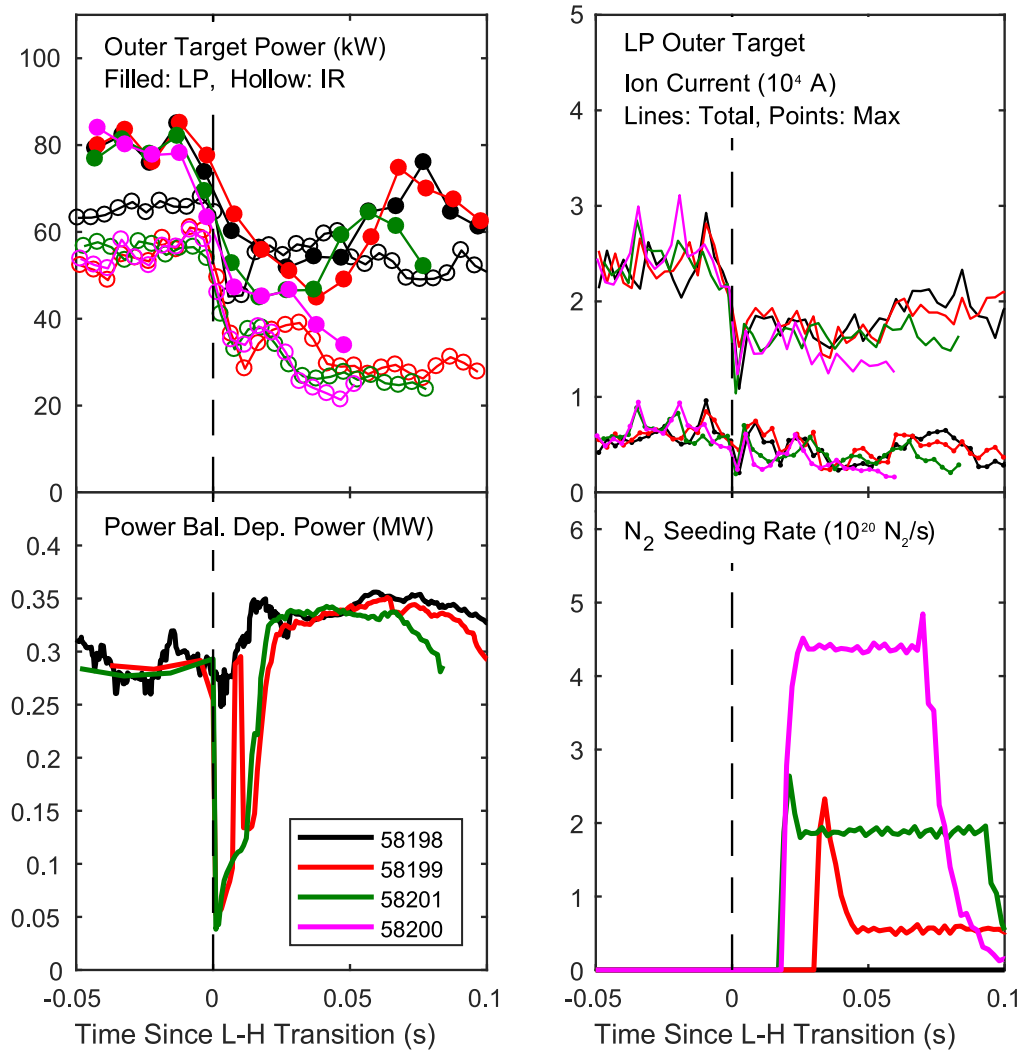 Outer Target Power (kW)
Filled: LP, Hollow: IR
100
80
60
40
20
0
LP Outer Target
Ion Current (10⁴ A)
Lines: Total, Points: Max
5
4
3
2
1
0
Power Bal. Dep. Power (MW)
0.4
0.35
0.3
0.25
0.2
0.15
0.1
0.05
0
58198
58199
58201
58200
-0.05 0 0.05 0.1
Time Since L-H Transition (s)
N₂ Seeding Rate (10²⁰ N₂/s)
6
5
4
3
2
1
0
-0.05 0 0.05 0.1
Time Since L-H Transition (s)